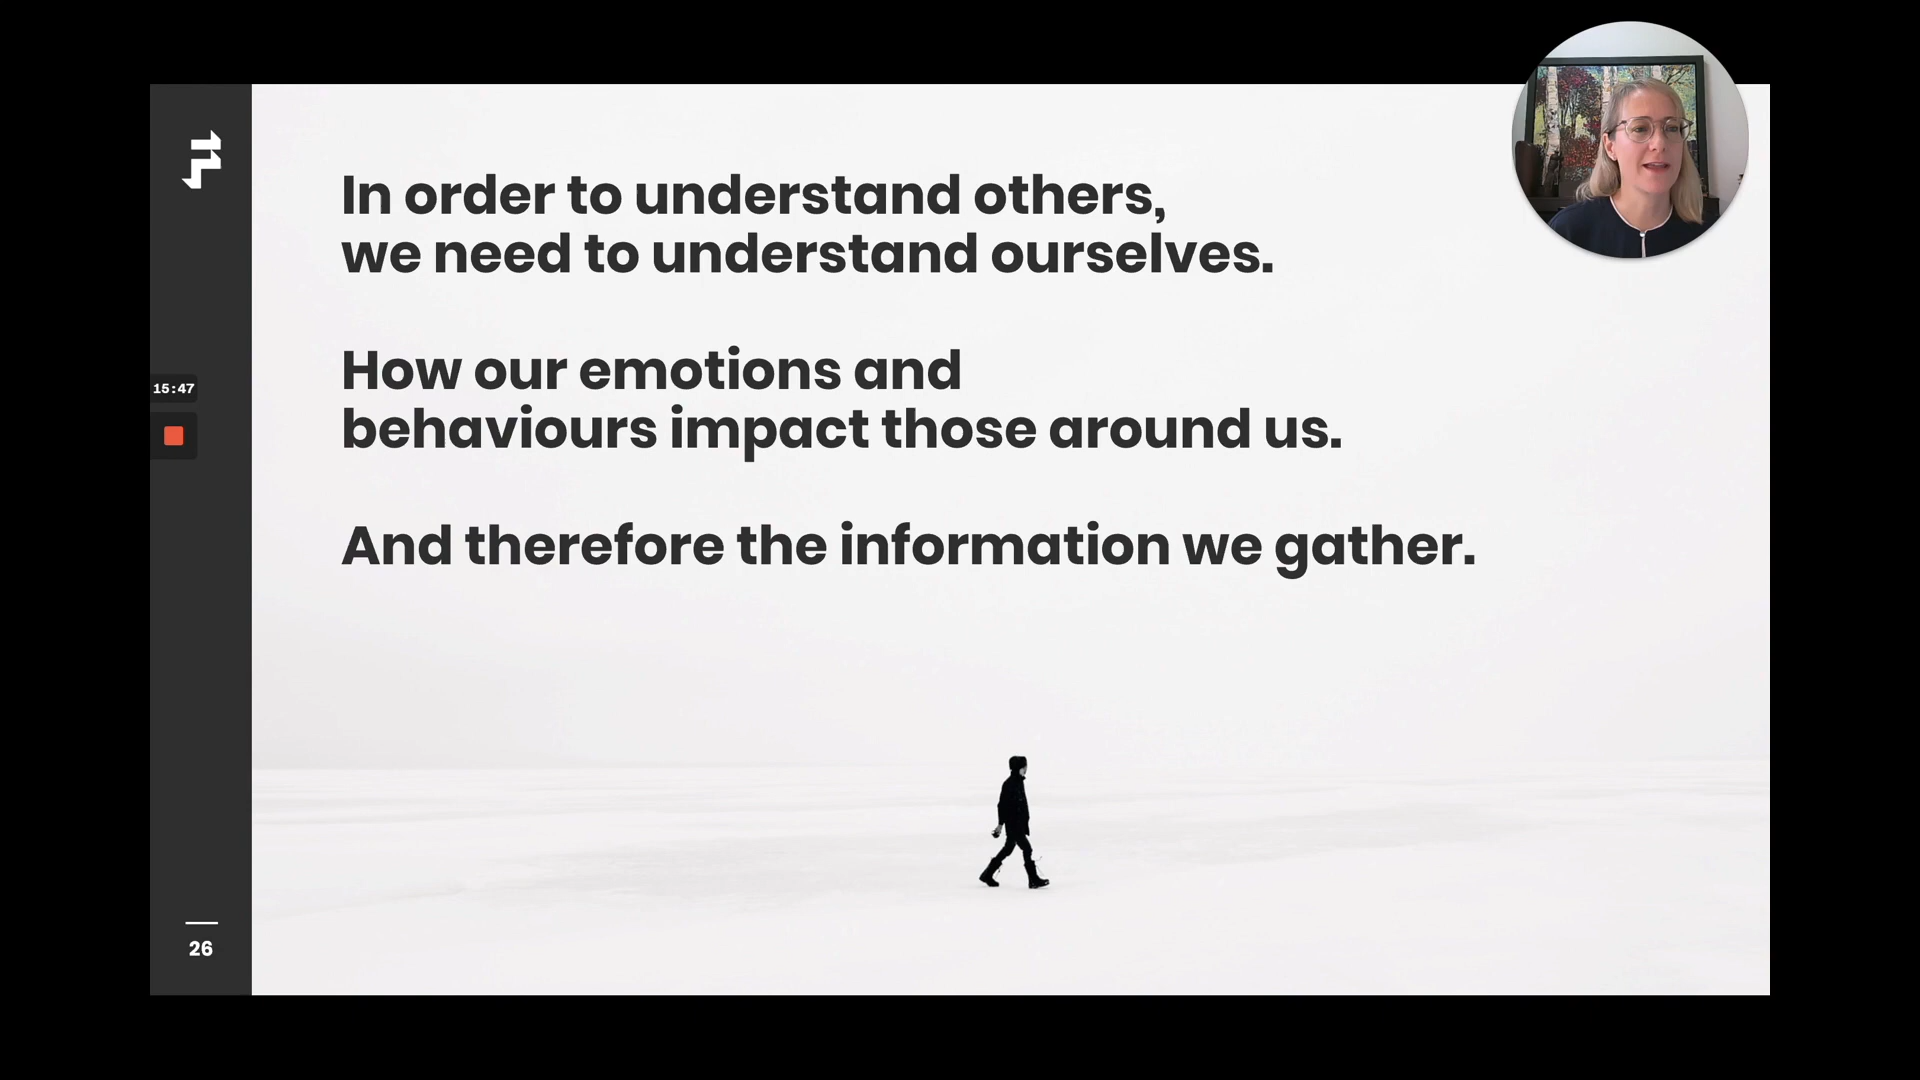 In order to understand others,
we need to understand ourselves.
How our emotions and
behaviours impact those around us.
And therefore the information we gather.
15:47
26